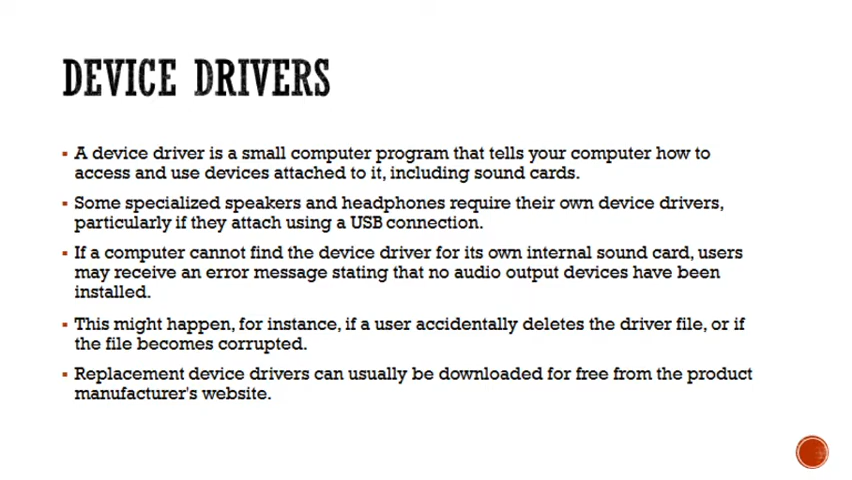 DEVICE DRIVERS
▪ A device driver is a small computer program that tells your computer how to
access and use devices attached to it, including sound cards.
▪ Some specialized speakers and headphones require their own device drivers,
particularly if they attach using a USB connection.
▪ If a computer cannot find the device driver for its own internal sound card, users
may receive an error message stating that no audio output devices have been
installed.
▪ This might happen, for instance, if a user accidentally deletes the driver file, or if
the file becomes corrupted.
▪ Replacement device drivers can usually be downloaded for free from the product
manufacturer's website.